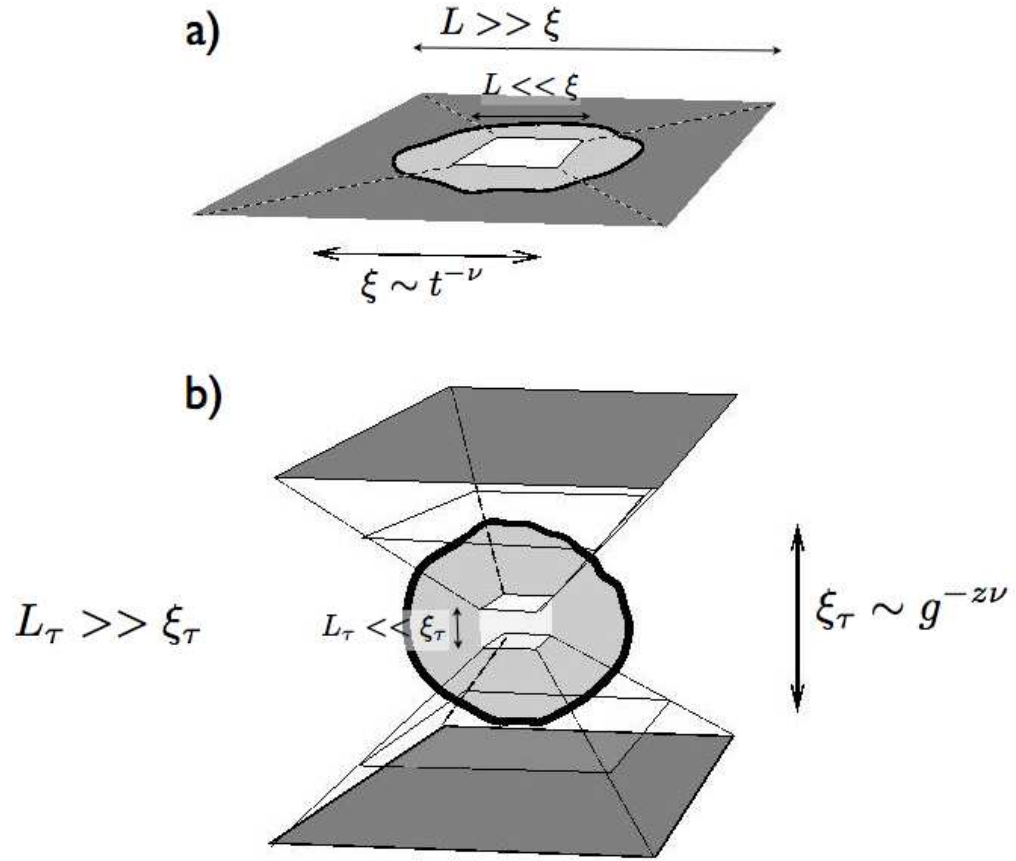 a)
L >> ξ
L << ξ
ξ ∼ t^{-ν}
b)
L_τ >> ξ_τ
L_τ << ξ_τ
ξ_τ ∼ g^{-zν}